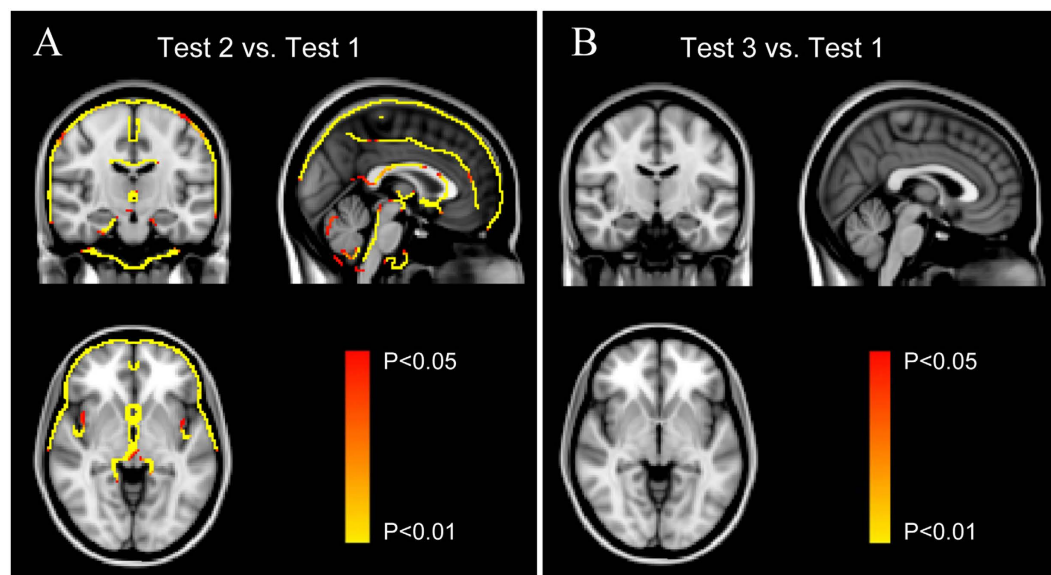 A
Test 2 vs. Test 1
P<0.05
P<0.01
B
Test 3 vs. Test 1
P<0.05
P<0.01